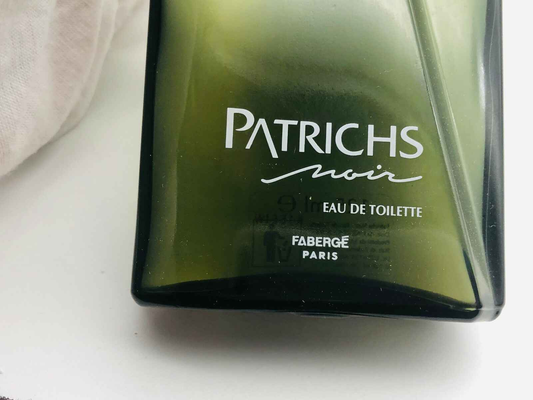 PATRICHS
noir
EAU DE TOILETTE
FABERGÉ
PARIS